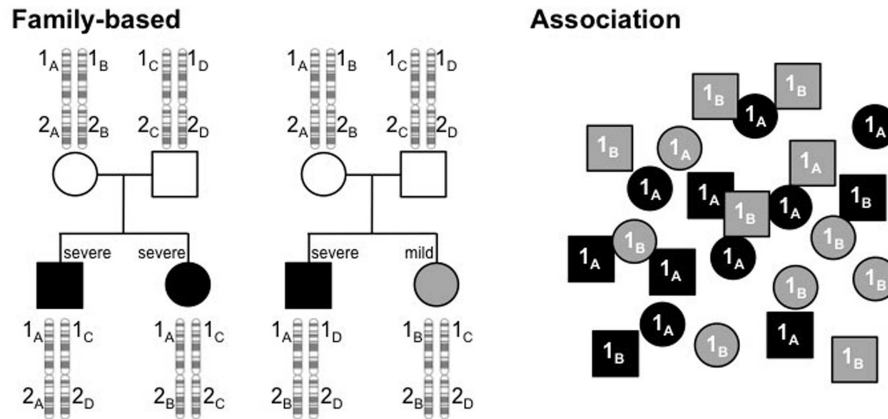 Family-based
Association
1A 1B 1C 1D 1A 1B 1C 1D
2A 2B 2C 2D 2A 2B 2C 2D
severe severe severe mild
1A 1C 1A 1C 1A 1D 1B 1C
2A 2D 2B 2C 2B 2D 2B 2D
1B 1B
1A 1A
1B 1A 1A
1A 1A 1B
1B 1A
1B 1B
1A 1A 1A
1B 1B
1A
1B 1B 1A 1B